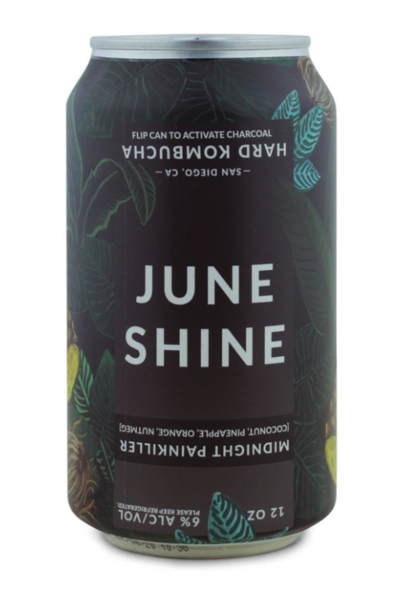 FLIP CAN TO ACTIVATE CHARCOAL
HARD KOMBUCHA
— SAN DIEGO, CA —
JUNE
SHINE
[COCONUT, PINEAPPLE, ORANGE, NUTMEG]
MIDNIGHT PAINKILLER
PLEASE KEEP REFRIGERATED.
6% ALC/VOL
12 OZ